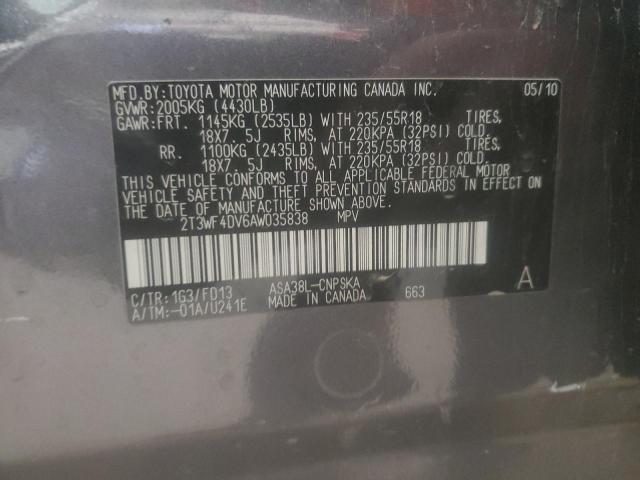 MFD.BY:TOYOTA MOTOR MANUFACTURING CANADA INC. 05/10
GVWR:2005KG (4430LB)
GAWR:FRT. 1145KG (2535LB) WITH 235/55R18 TIRES,
18X7. 5J RIMS, AT 220KPA (32PSI) COLD.
RR. 1100KG (2435LB) WITH 235/55R18 TIRES,
18X7. 5J RIMS, AT 220KPA (32PSI) COLD.
THIS VEHICLE CONFORMS TO ALL APPLICABLE FEDERAL MOTOR
VEHICLE SAFETY AND THEFT PREVENTION STANDARDS IN EFFECT ON
THE DATE OF MANUFACTURE SHOWN ABOVE.
2T3WF4DV6AW035838 MPV
C/TR:1G3/FD13 ASA38L-CNPSKA A
A/TM:-01A/U241E MADE IN CANADA 663